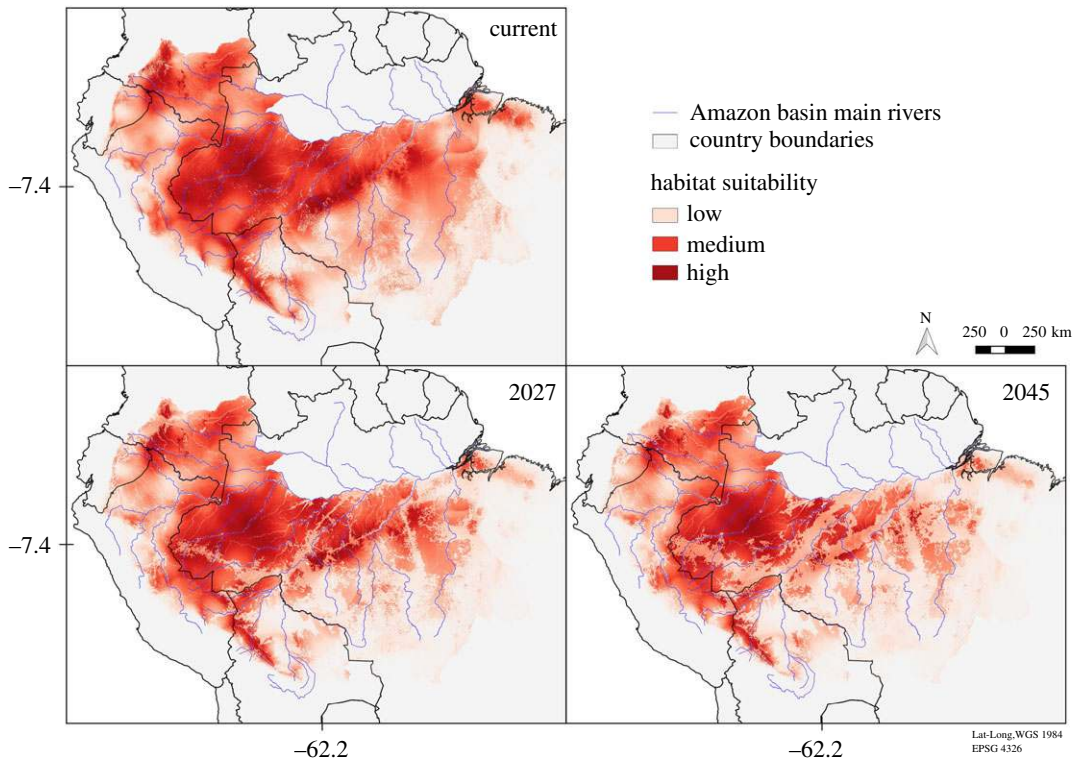 current
Amazon basin main rivers
country boundaries
−7.4
habitat suitability
low
medium
high
N
250 0 250 km
2027
2045
−7.4
−62.2
−62.2
Lat-Long,WGS 1984
EPSG 4326